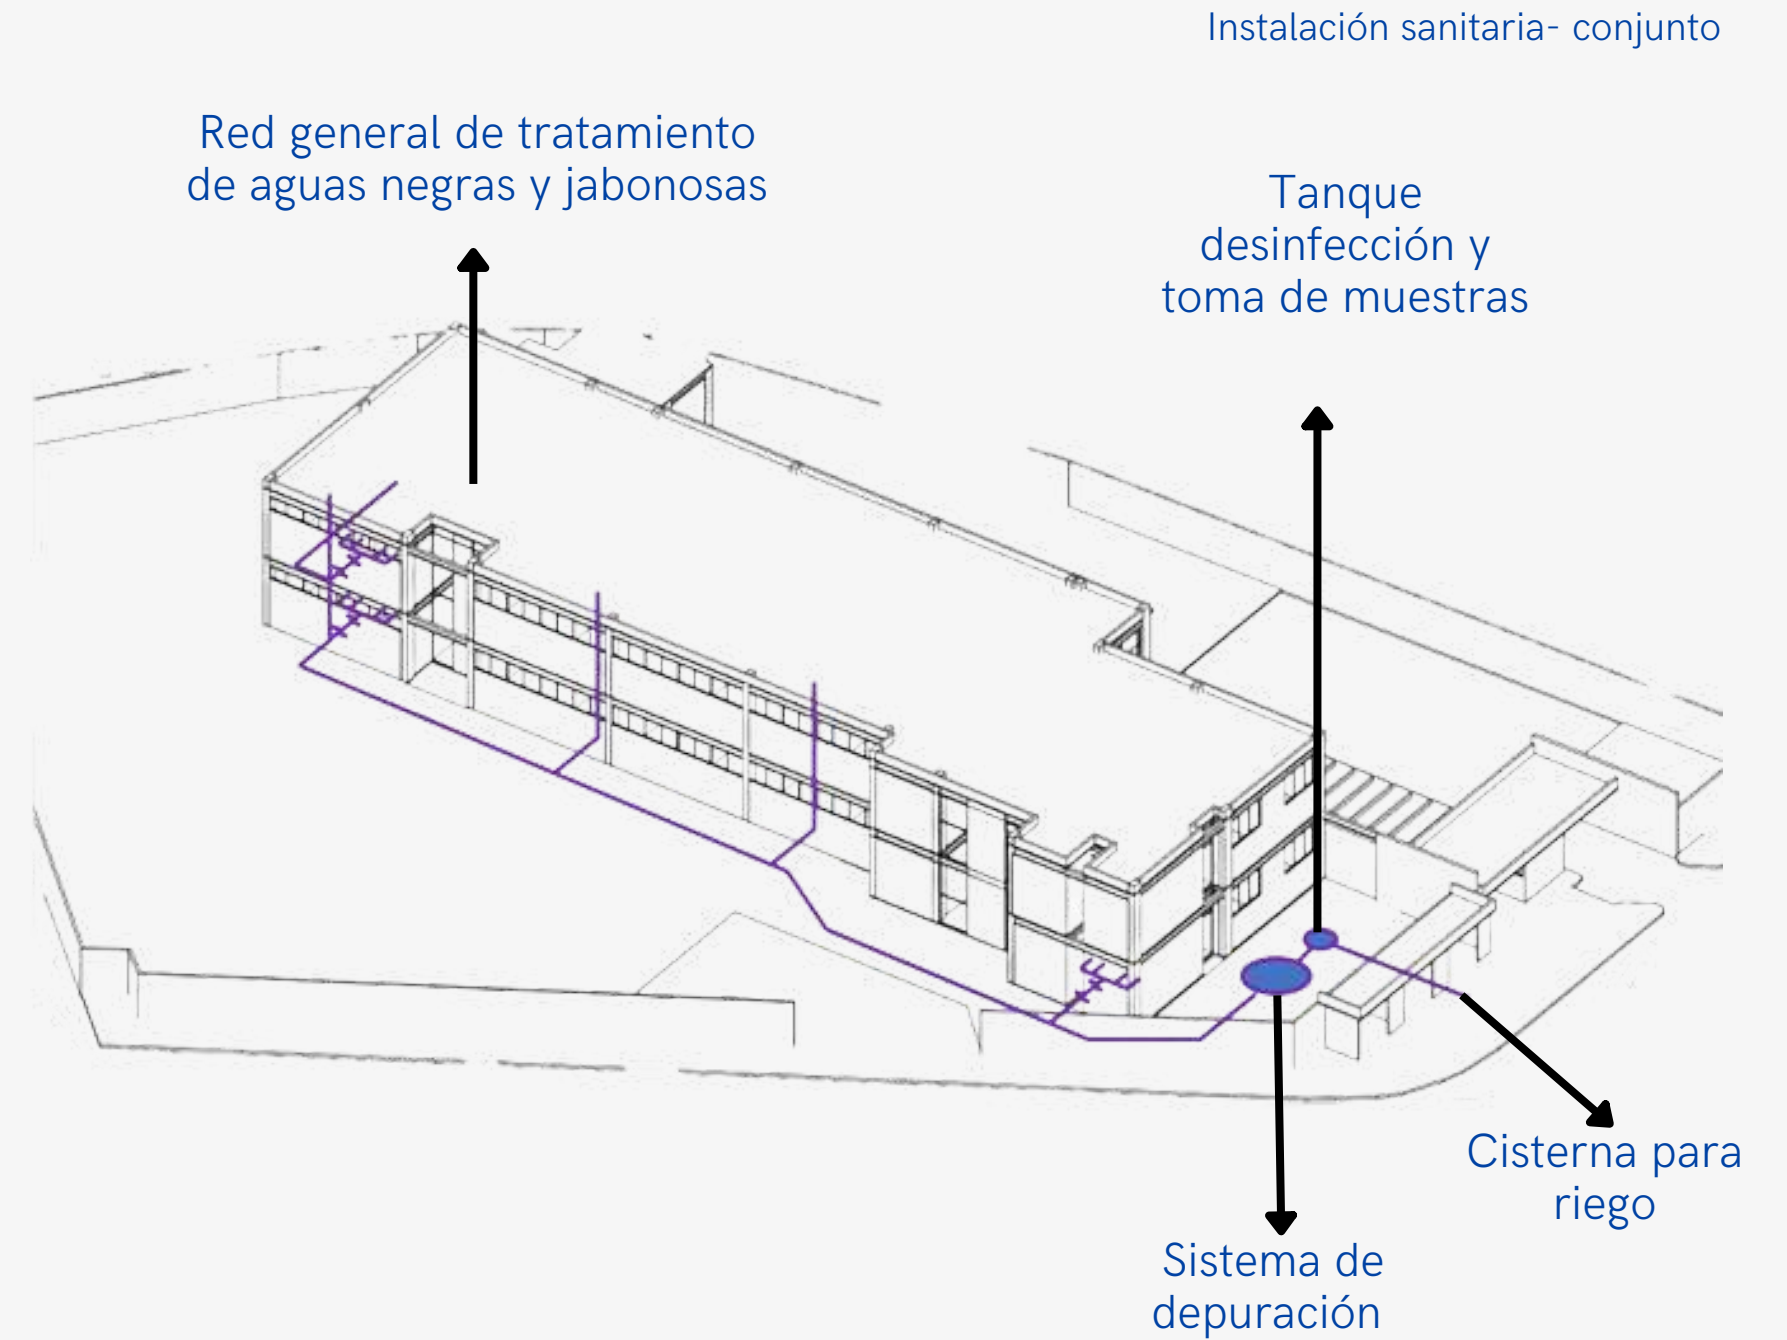 Instalación sanitaria- conjunto
Red general de tratamiento
de aguas negras y jabonosas
Tanque
desinfección y
toma de muestras
Cisterna para
riego
Sistema de
depuración